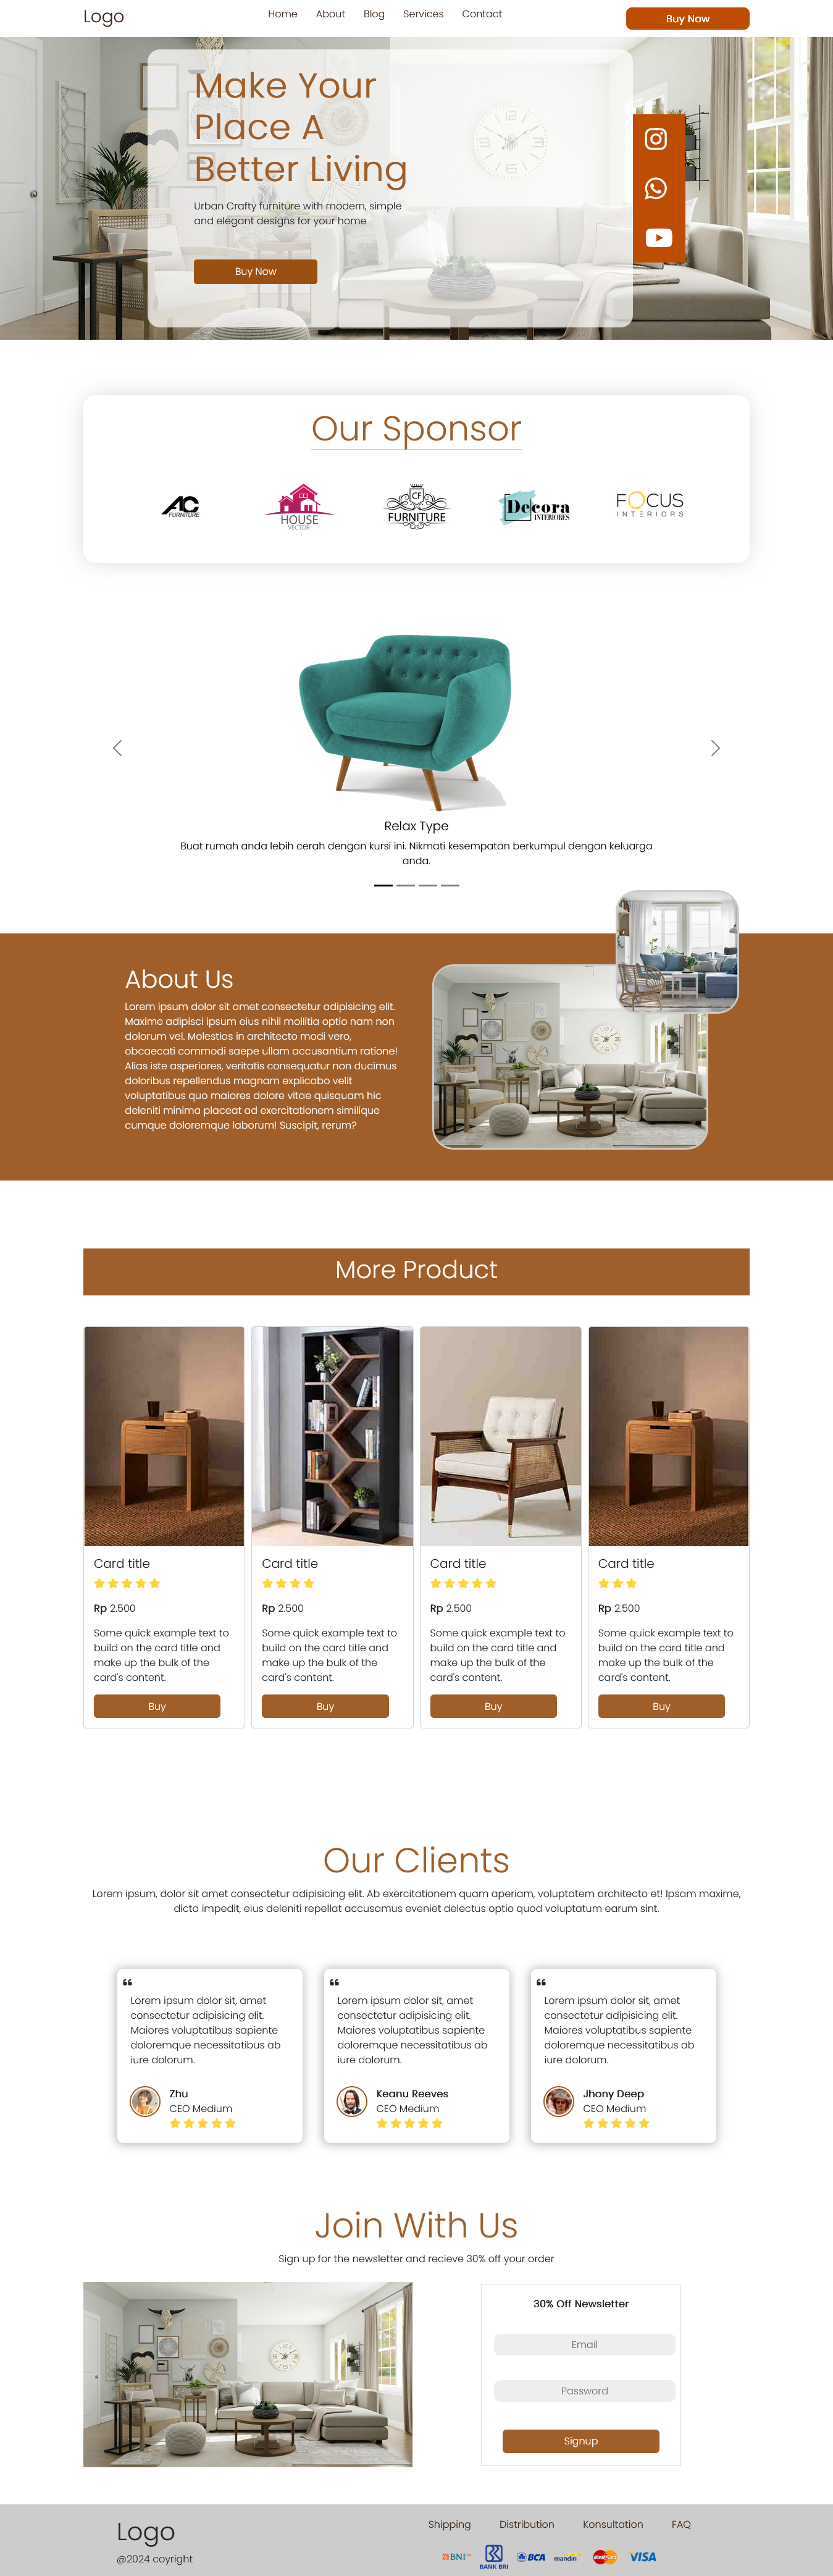 Logo
Home About Blog Services Contact
Buy Now
Make Your
Place A
Better Living
Urban Crafty furniture with modern, simple
and elegant designs for your home
Buy Now
Our Sponsor
AC
FURNITURE
HOUSE
VECTOR
CF
FURNITURE
Decora
INTERIORES
FOCUS
INTERIORS
Relax Type
Buat rumah anda lebih cerah dengan kursi ini. Nikmati kesempatan berkumpul dengan keluarga
anda.
About Us
Lorem ipsum dolor sit amet consectetur adipisicing elit.
Maxime adipisci ipsum eius nihil mollitia optio nam non
dolorum vel. Molestias in architecto modi vero,
obcaecati commodi saepe ullam accusantium ratione!
Alias iste asperiores, veritatis consequatur non ducimus
doloribus repellendus magnam explicabo velit
voluptatibus quo maiores dolore vitae quisquam hic
deleniti minima placeat ad exercitationem similique
cumque doloremque laborum! Suscipit, rerum?
More Product
Card title
Rp 2.500
Some quick example text to
build on the card title and
make up the bulk of the
card's content.
Buy
Card title
Rp 2.500
Some quick example text to
build on the card title and
make up the bulk of the
card's content.
Buy
Card title
Rp 2.500
Some quick example text to
build on the card title and
make up the bulk of the
card's content.
Buy
Card title
Rp 2.500
Some quick example text to
build on the card title and
make up the bulk of the
card's content.
Buy
Our Clients
Lorem ipsum, dolor sit amet consectetur adipisicing elit. Ab exercitationem quam aperiam, voluptatem architecto et! Ipsam maxime,
dicta impedit, eius deleniti repellat accusamus eveniet delectus optio quod voluptatum earum sint.
❝
Lorem ipsum dolor sit, amet
consectetur adipisicing elit.
Maiores voluptatibus sapiente
doloremque necessitatibus ab
iure dolorum.
Zhu
CEO Medium
❝
Lorem ipsum dolor sit, amet
consectetur adipisicing elit.
Maiores voluptatibus sapiente
doloremque necessitatibus ab
iure dolorum.
Keanu Reeves
CEO Medium
❝
Lorem ipsum dolor sit, amet
consectetur adipisicing elit.
Maiores voluptatibus sapiente
doloremque necessitatibus ab
iure dolorum.
Jhony Deep
CEO Medium
Join With Us
Sign up for the newsletter and recieve 30% off your order
30% Off Newsletter
Email
Password
Signup
Logo
@2024 coyright
Shipping Distribution Konsultation FAQ
BNI
BANK BRI
BCA
mandiri
MasterCard
VISA